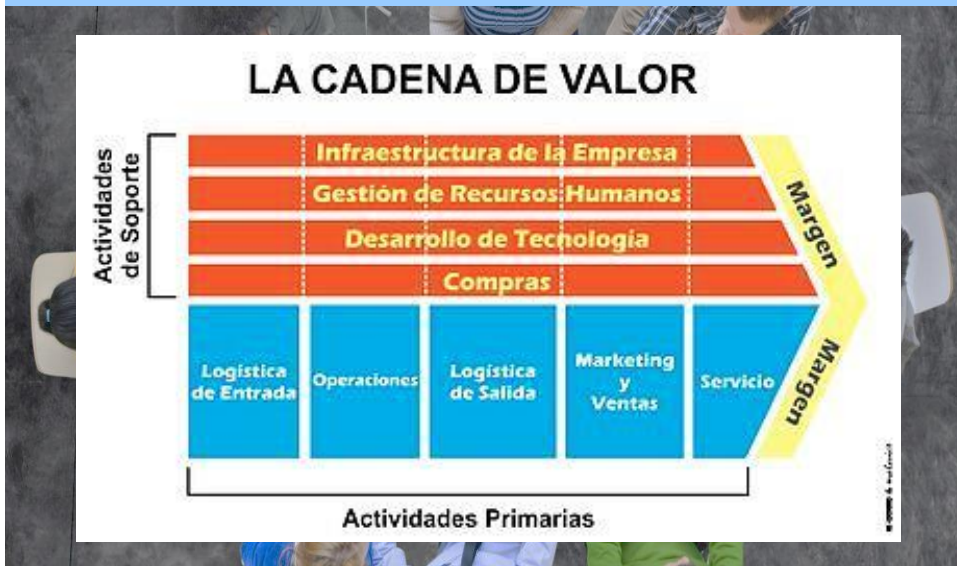 LA CADENA DE VALOR
Actividades
de Soporte
Infraestructura de la Empresa
Gestión de Recursos Humanos
Desarrollo de Tecnología
Compras
Margen
Logística
de Entrada
Operaciones
Logística
de Salida
Marketing
y
Ventas
Servicio
Margen
Actividades Primarias